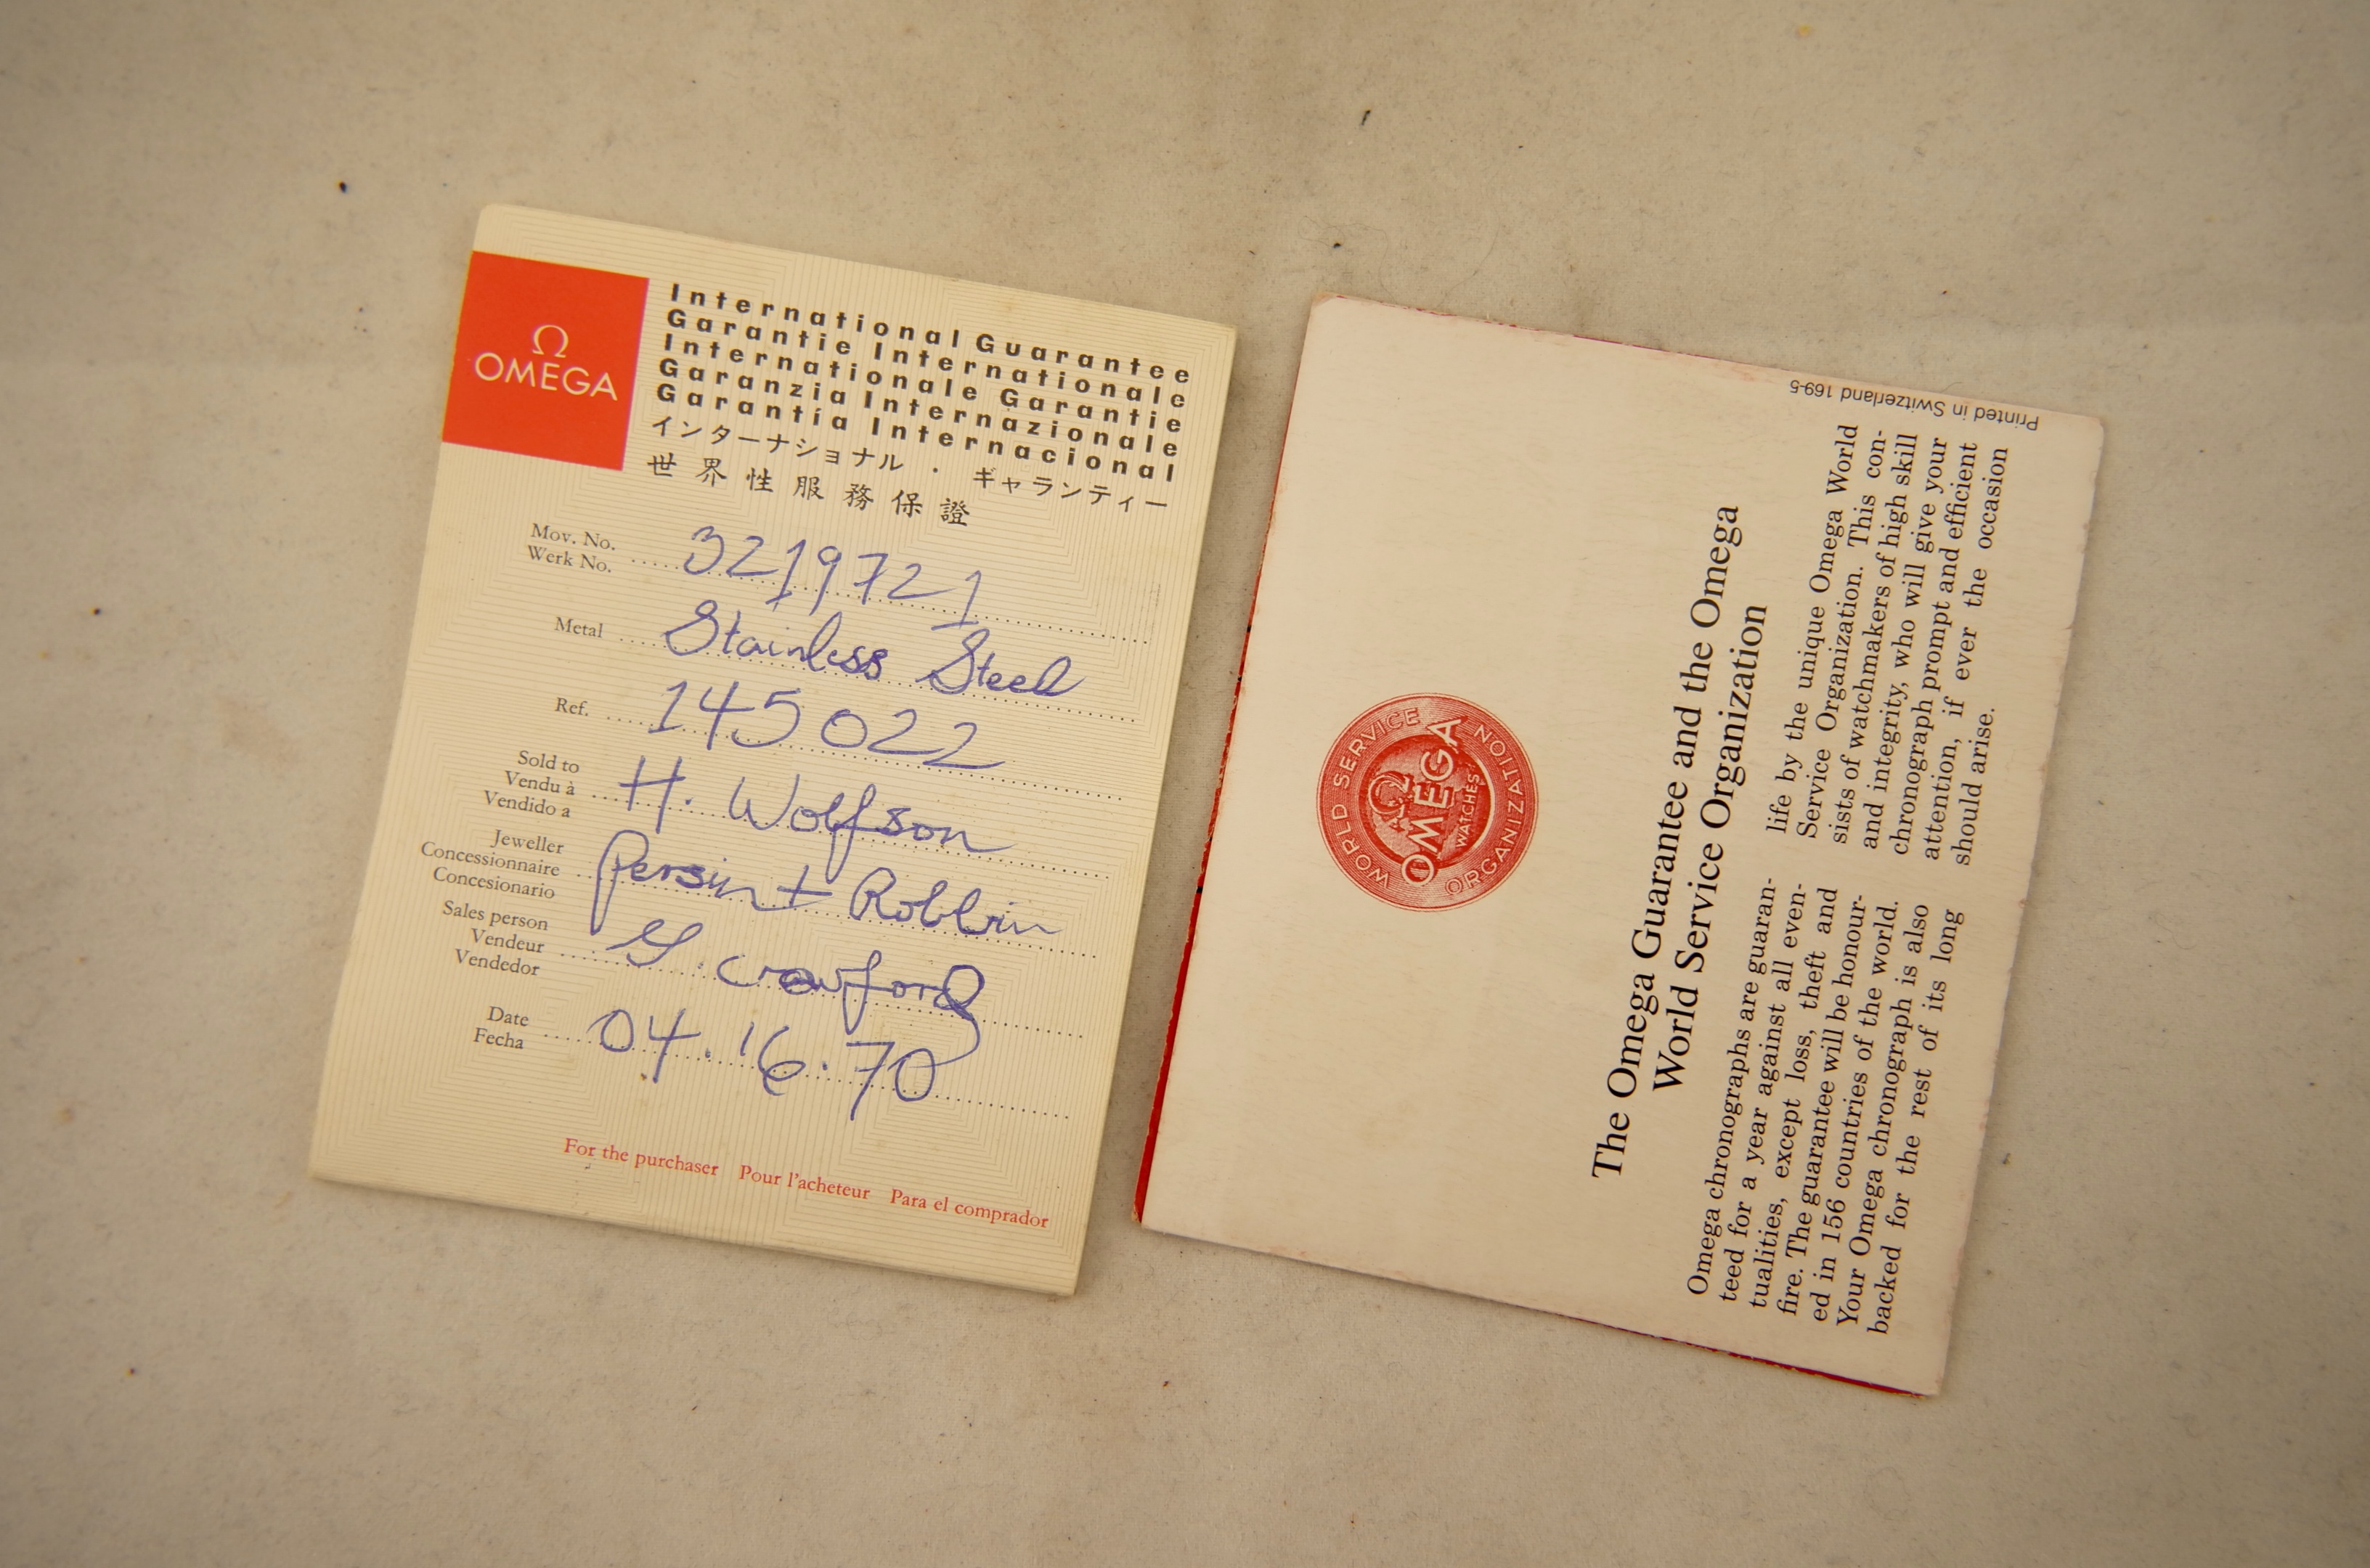 Ω
OMEGA
International Guarantee
Garantie Internationale
Internationale Garantie
Garanzia Internazionale
Garantía Internacional
インターナショナル・ギャランティー
世界性服務保證
Mov. No.
Werk No. 3219721
Metal Stainless Steel
Ref. 145022
Sold to
Vendu à H. Wolfson
Vendido a
Jeweller
Concessionnaire Persin + Robbin
Concesionario
Sales person
Vendeur G. Crawford
Vendedor
Date 04.16.70
Fecha
For the purchaser Pour l'acheteur Para el comprador
WORLD SERVICE ORGANIZATION
Ω
OMEGA
WATCHES
The Omega Guarantee and the Omega
World Service Organization
Omega chronographs are guaran-
teed for a year against all even-
tualities, except loss, theft and
fire. The guarantee will be honour-
ed in 156 countries of the world.
Your Omega chronograph is also
backed for the rest of its long
life by the unique Omega World
Service Organization. This con-
sists of watchmakers of high skill
and integrity, who will give your
chronograph prompt and efficient
attention, if ever the occasion
should arise.
Printed in Switzerland 169-5